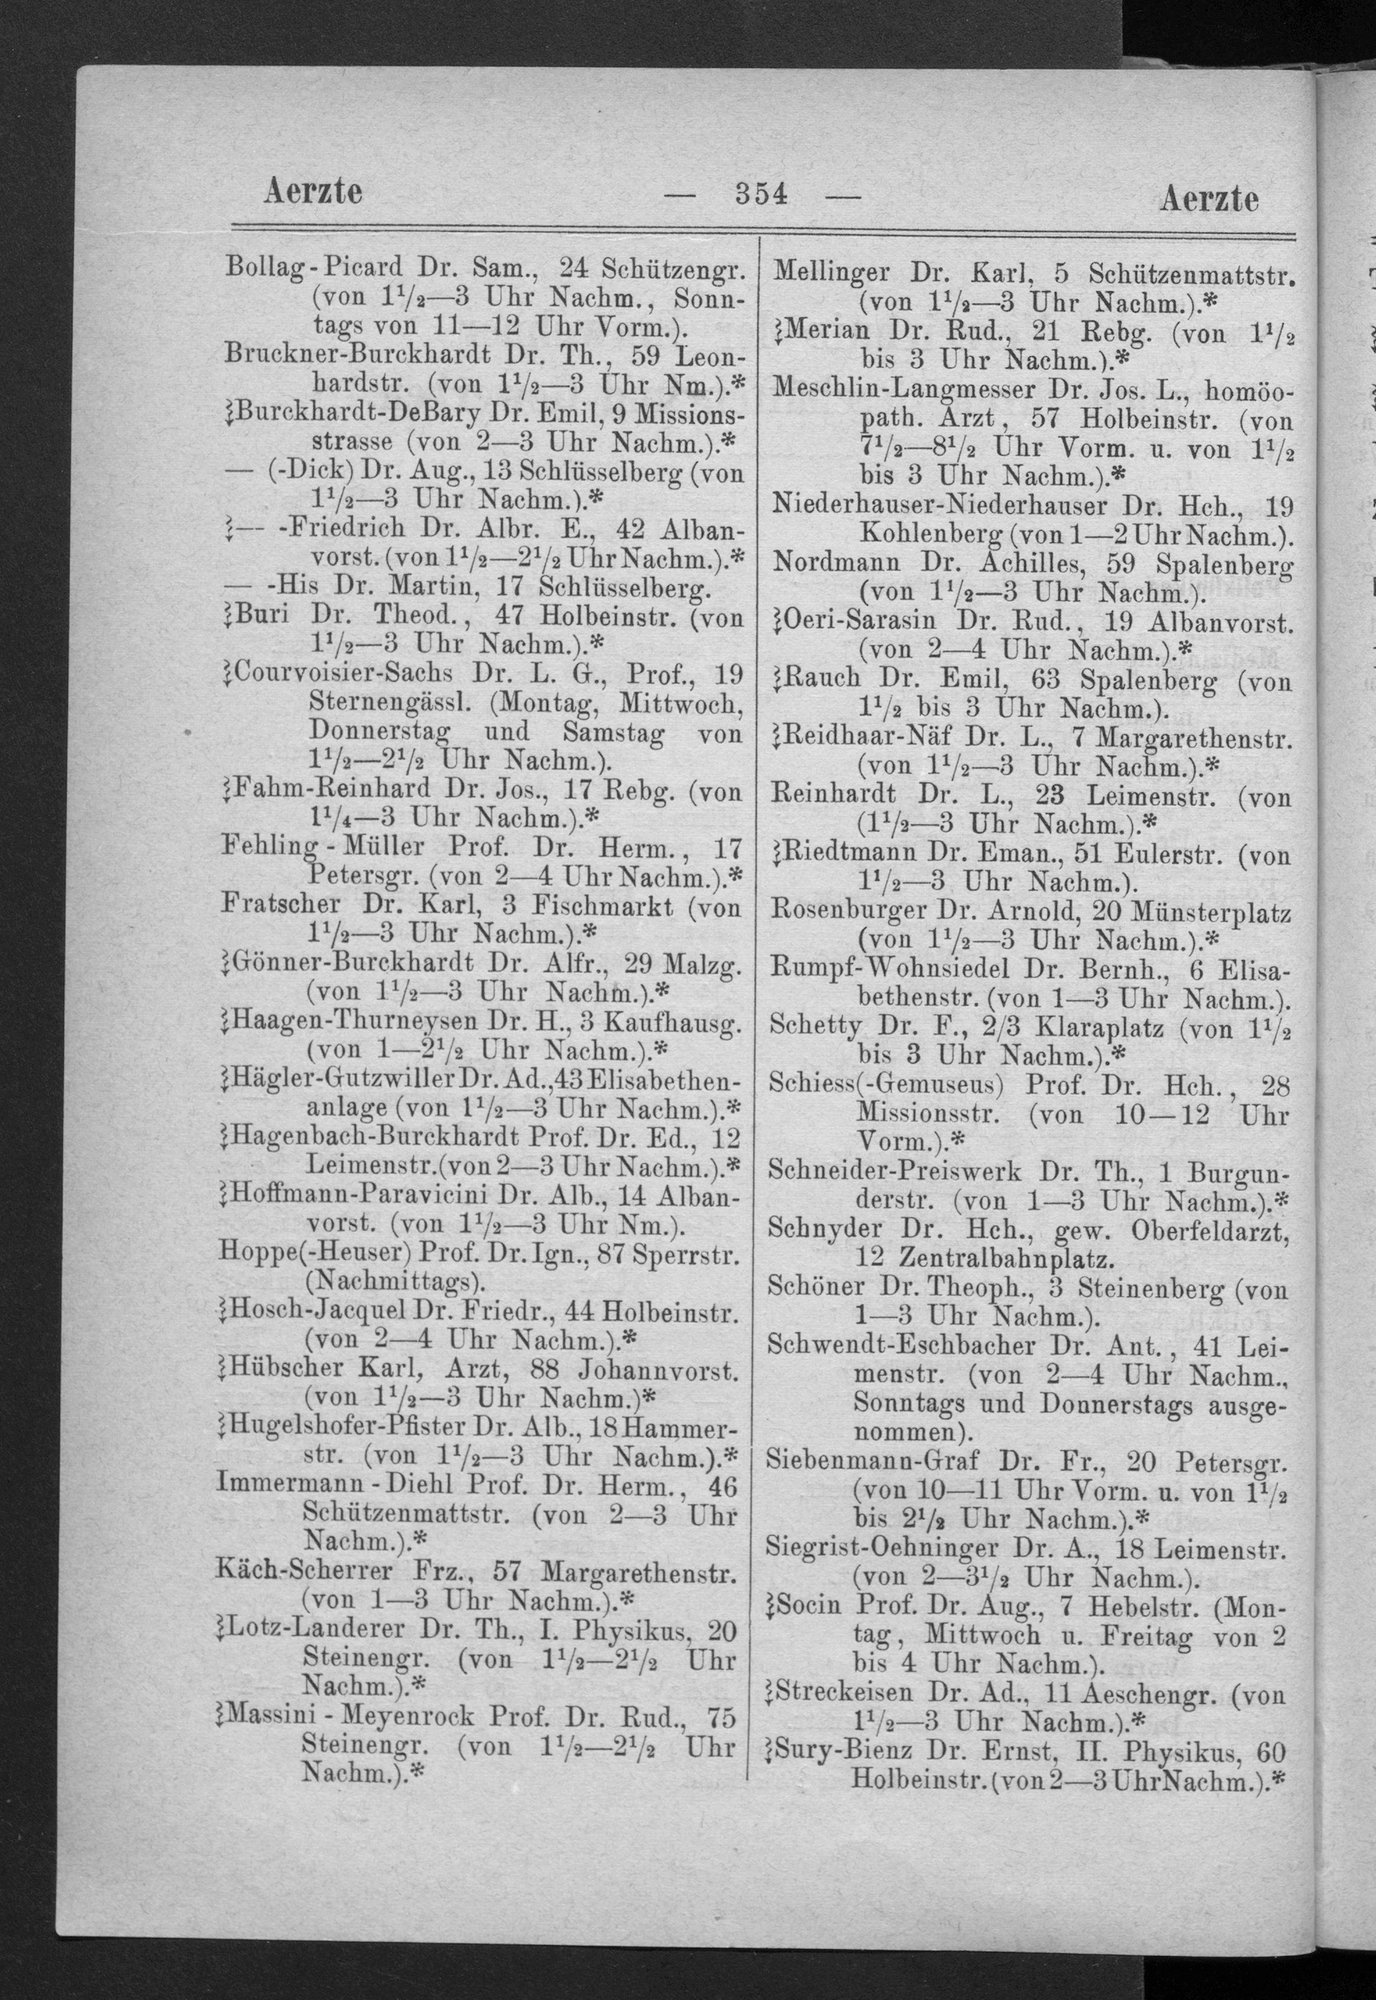 Aerzte — 354 — Aerzte
Bollag-Picard Dr. Sam., 24 Schützengr.
(von 1¹/₂—3 Uhr Nachm., Sonn-
tags von 11—12 Uhr Vorm.).
Bruckner-Burckhardt Dr. Th., 59 Leon-
hardstr. (von 1¹/₂—3 Uhr Nm.).*
⦚Burckhardt-DeBary Dr. Emil, 9 Missions-
strasse (von 2—3 Uhr Nachm.).*
— (-Dick) Dr. Aug., 13 Schlüsselberg (von
1¹/₂—3 Uhr Nachm.).*
⦚— -Friedrich Dr. Albr. E., 42 Alban-
vorst. (von 1¹/₂—2¹/₂ Uhr Nachm.).*
— -His Dr. Martin, 17 Schlüsselberg.
⦚Buri Dr. Theod., 47 Holbeinstr. (von
1¹/₂—3 Uhr Nachm.).*
⦚Courvoisier-Sachs Dr. L. G., Prof., 19
Sternengässl. (Montag, Mittwoch,
Donnerstag und Samstag von
1¹/₂—2¹/₂ Uhr Nachm.).
⦚Fahm-Reinhard Dr. Jos., 17 Rebg. (von
1¹/₄—3 Uhr Nachm.).*
Fehling-Müller Prof. Dr. Herm., 17
Petersgr. (von 2—4 Uhr Nachm.).*
Fratscher Dr. Karl, 3 Fischmarkt (von
1¹/₂—3 Uhr Nachm.).*
⦚Gönner-Burckhardt Dr. Alfr., 29 Malzg.
(von 1¹/₂—3 Uhr Nachm.).*
⦚Haagen-Thurneysen Dr. H., 3 Kaufhausg.
(von 1—2¹/₂ Uhr Nachm.).*
⦚Hägler-Gutzwiller Dr. Ad., 43 Elisabethen-
anlage (von 1¹/₂—3 Uhr Nachm.).*
⦚Hagenbach-Burckhardt Prof. Dr. Ed., 12
Leimenstr. (von 2—3 Uhr Nachm.).*
⦚Hoffmann-Paravicini Dr. Alb., 14 Alban-
vorst. (von 1¹/₂—3 Uhr Nm.).
Hoppe(-Heuser) Prof. Dr. Ign., 87 Sperrstr.
(Nachmittags).
⦚Hosch-Jacquel Dr. Friedr., 44 Holbeinstr.
(von 2—4 Uhr Nachm.).*
⦚Hübscher Karl, Arzt, 88 Johannvorst.
(von 1¹/₂—3 Uhr Nachm.)*
⦚Hugelshofer-Pfister Dr. Alb., 18 Hammer-
str. (von 1¹/₂—3 Uhr Nachm.).*
Immermann-Diehl Prof. Dr. Herm., 46
Schützenmattstr. (von 2—3 Uhr
Nachm.).*
Käch-Scherrer Frz., 57 Margarethenstr.
(von 1—3 Uhr Nachm.).*
⦚Lotz-Landerer Dr. Th., I. Physikus, 20
Steinengr. (von 1¹/₂—2¹/₂ Uhr
Nachm.).*
⦚Massini-Meyenrock Prof. Dr. Rud., 75
Steinengr. (von 1¹/₂—2¹/₂ Uhr
Nachm.).*
Mellinger Dr. Karl, 5 Schützenmattstr.
(von 1¹/₂—3 Uhr Nachm.).*
⦚Merian Dr. Rud., 21 Rebg. (von 1¹/₂
bis 3 Uhr Nachm.).*
Meschlin-Langmesser Dr. Jos. L., homöo-
path. Arzt, 57 Holbeinstr. (von
7¹/₂—8¹/₂ Uhr Vorm. u. von 1¹/₂
bis 3 Uhr Nachm.).*
Niederhauser-Niederhauser Dr. Hch., 19
Kohlenberg (von 1—2 Uhr Nachm.).
Nordmann Dr. Achilles, 59 Spalenberg
(von 1¹/₂—3 Uhr Nachm.).
⦚Oeri-Sarasin Dr. Rud., 19 Albanvorst.
(von 2—4 Uhr Nachm.).*
⦚Rauch Dr. Emil, 63 Spalenberg (von
1¹/₂ bis 3 Uhr Nachm.).
⦚Reidhaar-Näf Dr. L., 7 Margarethenstr.
(von 1¹/₂—3 Uhr Nachm.).*
Reinhardt Dr. L., 23 Leimenstr. (von
(1¹/₂—3 Uhr Nachm.).*
⦚Riedtmann Dr. Eman., 51 Eulerstr. (von
1¹/₂—3 Uhr Nachm.).
Rosenburger Dr. Arnold, 20 Münsterplatz
(von 1¹/₂—3 Uhr Nachm.).*
Rumpf-Wohnsiedel Dr. Bernh., 6 Elisa-
bethenstr. (von 1—3 Uhr Nachm.).
Schetty Dr. F., 2/3 Klaraplatz (von 1¹/₂
bis 3 Uhr Nachm.).*
Schiess(-Gemuseus) Prof. Dr. Hch., 28
Missionsstr. (von 10—12 Uhr
Vorm.).*
Schneider-Preiswerk Dr. Th., 1 Burgun-
derstr. (von 1—3 Uhr Nachm.).*
Schnyder Dr. Hch., gew. Oberfeldarzt,
12 Zentralbahnplatz.
Schöner Dr. Theoph., 3 Steinenberg (von
1—3 Uhr Nachm.).
Schwendt-Eschbacher Dr. Ant., 41 Lei-
menstr. (von 2—4 Uhr Nachm.,
Sonntags und Donnerstags ausge-
nommen).
Siebenmann-Graf Dr. Fr., 20 Petersgr.
(von 10—11 Uhr Vorm. u. von 1¹/₂
bis 2¹/₂ Uhr Nachm.).*
Siegrist-Oehninger Dr. A., 18 Leimenstr.
(von 2—3¹/₂ Uhr Nachm.).
⦚Socin Prof. Dr. Aug., 7 Hebelstr. (Mon-
tag, Mittwoch u. Freitag von 2
bis 4 Uhr Nachm.).
⦚Streckeisen Dr. Ad., 11 Aeschengr. (von
1¹/₂—3 Uhr Nachm.).*
⦚Sury-Bienz Dr. Ernst, II. Physikus, 60
Holbeinstr. (von 2—3 Uhr Nachm.).*